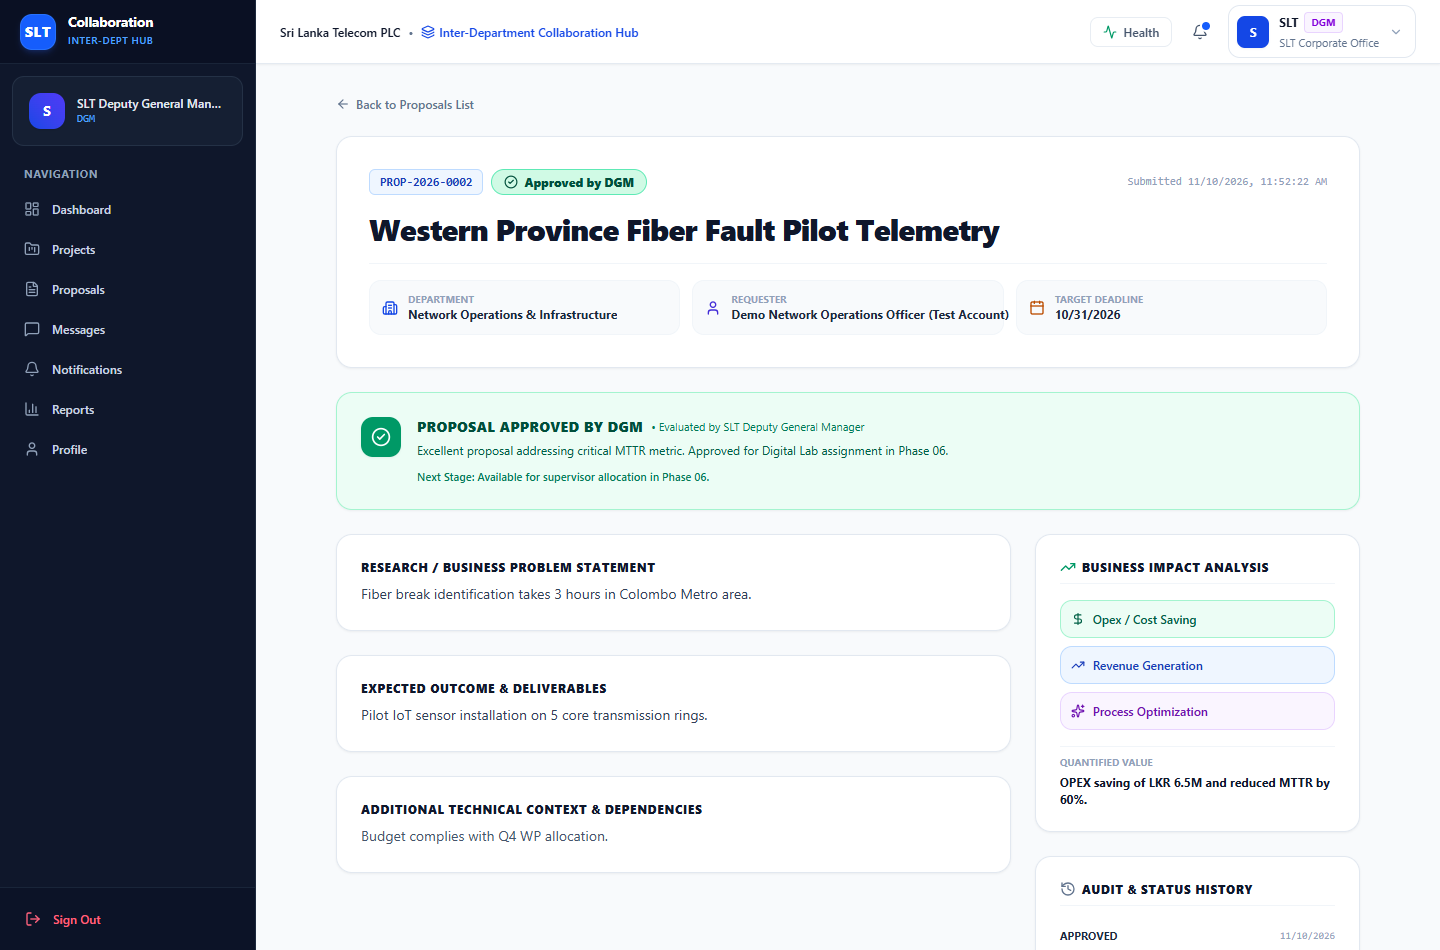 SLT
Collaboration
INTER-DEPT HUB
S
SLT Deputy General Man...
DGM
NAVIGATION
Dashboard
Projects
Proposals
Messages
Notifications
Reports
Profile
Sign Out
Sri Lanka Telecom PLC • Inter-Department Collaboration Hub
Health
S
SLT DGM
SLT Corporate Office
Back to Proposals List
PROP-2026-0002
Approved by DGM
Submitted 11/10/2026, 11:52:22 AM
Western Province Fiber Fault Pilot Telemetry
DEPARTMENT
Network Operations & Infrastructure
REQUESTER
Demo Network Operations Officer (Test Account)
TARGET DEADLINE
10/31/2026
PROPOSAL APPROVED BY DGM • Evaluated by SLT Deputy General Manager
Excellent proposal addressing critical MTTR metric. Approved for Digital Lab assignment in Phase 06.
Next Stage: Available for supervisor allocation in Phase 06.
RESEARCH / BUSINESS PROBLEM STATEMENT
Fiber break identification takes 3 hours in Colombo Metro area.
EXPECTED OUTCOME & DELIVERABLES
Pilot IoT sensor installation on 5 core transmission rings.
ADDITIONAL TECHNICAL CONTEXT & DEPENDENCIES
Budget complies with Q4 WP allocation.
BUSINESS IMPACT ANALYSIS
Opex / Cost Saving
Revenue Generation
Process Optimization
QUANTIFIED VALUE
OPEX saving of LKR 6.5M and reduced MTTR by
60%.
AUDIT & STATUS HISTORY
APPROVED
11/10/2026